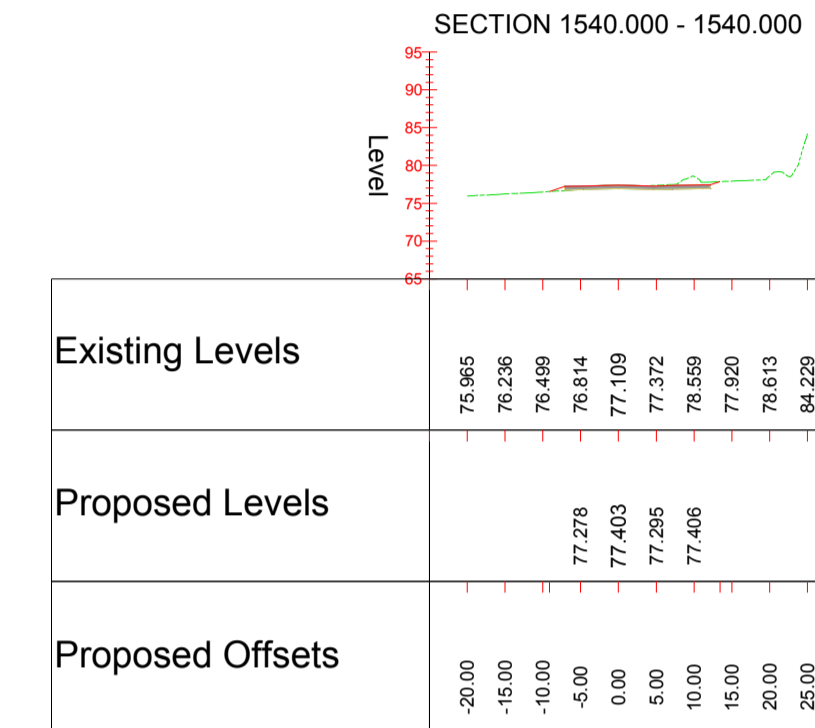 SECTION 1540.000 - 1540.000
95
90
85
80
75
70
65
Level
Existing Levels
75.965 76.236 76.499 76.814 77.109 77.372 78.559 77.920 78.613 84.229
Proposed Levels
77.278 77.403 77.295 77.406
Proposed Offsets
-20.00 -15.00 -10.00 -5.00 0.00 5.00 10.00 15.00 20.00 25.00